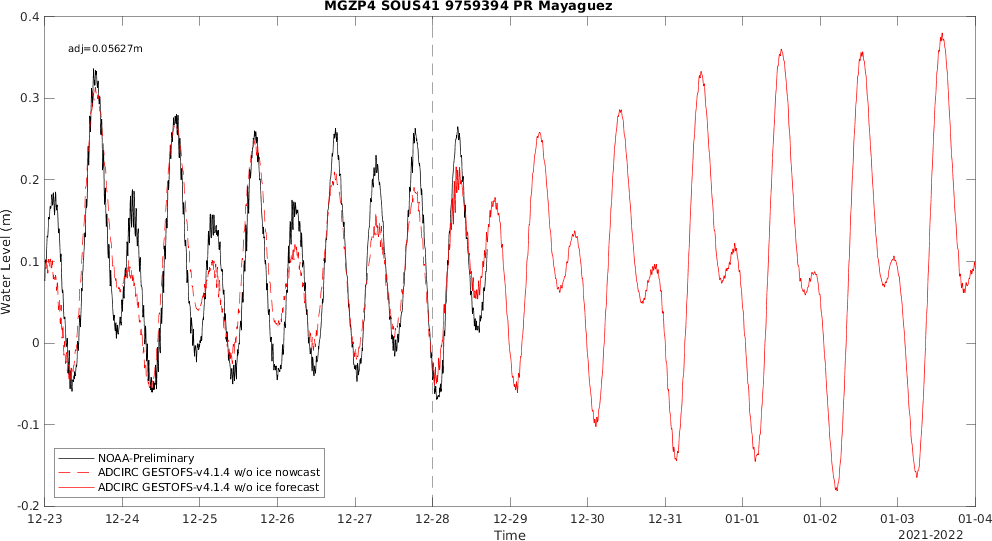 MGZP4 SOUS41 9759394 PR Mayaguez
adj=0.05627m
0.4
0.3
0.2
0.1
0
-0.1
-0.2
Water Level (m)
NOAA-Preliminary
ADCIRC GESTOFS-v4.1.4 w/o ice nowcast
ADCIRC GESTOFS-v4.1.4 w/o ice forecast
12-23 12-24 12-25 12-26 12-27 12-28 12-29 12-30 12-31 01-01 01-02 01-03 01-04
Time
2021-2022